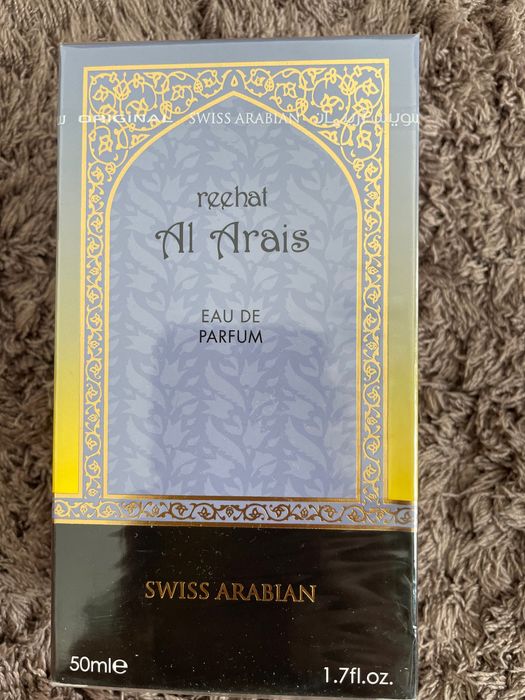 ORIGINAL SWISS ARABIAN
reehat
Al Arais
EAU DE
PARFUM
SWISS ARABIAN
50ml℮
1.7fl.oz.